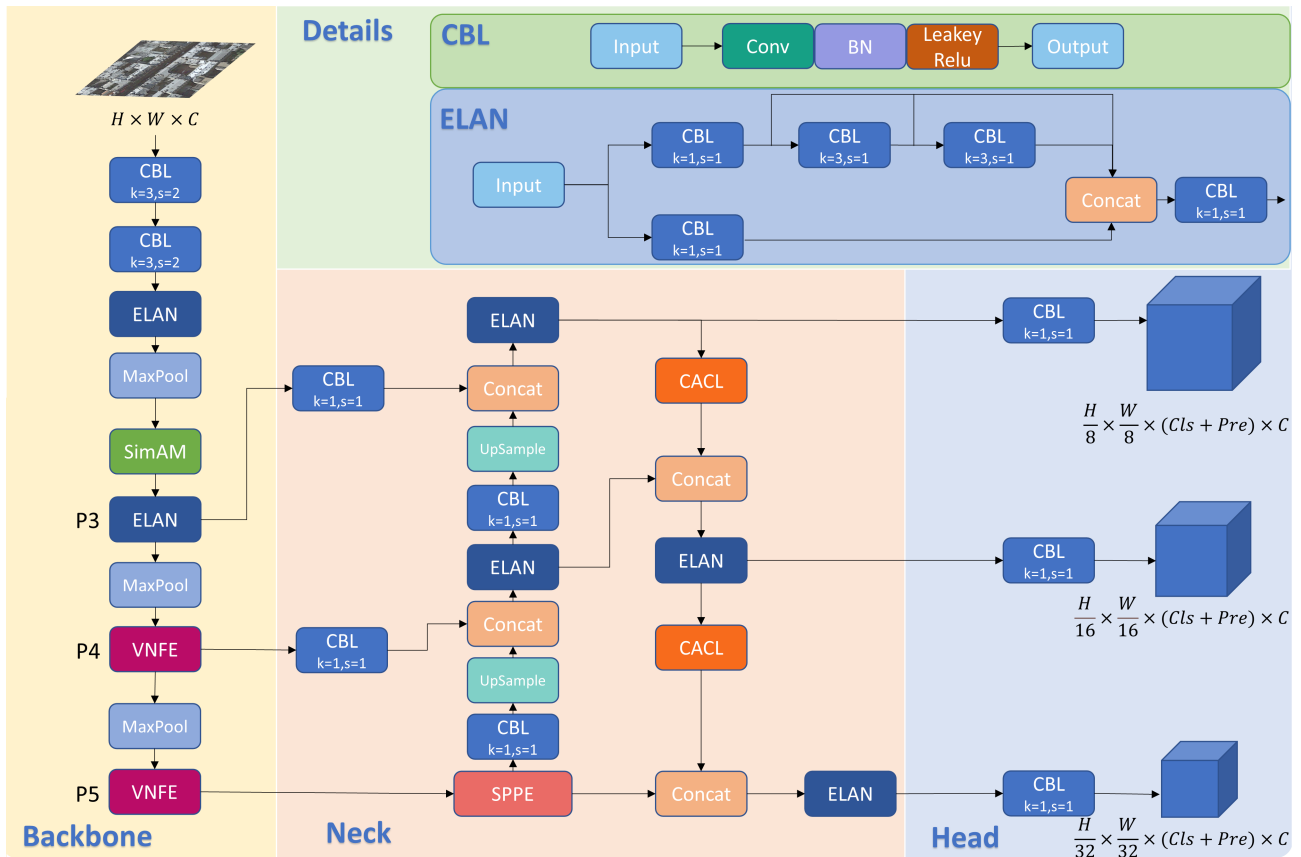 Details
CBL
Input
Conv
BN
Leakey
Relu
Output
ELAN
Input
CBL
k=1,s=1
CBL
k=3,s=1
CBL
k=3,s=1
CBL
k=1,s=1
Concat
CBL
k=1,s=1
H × W × C
CBL
k=3,s=2
CBL
k=3,s=2
ELAN
MaxPool
SimAM
P3
ELAN
MaxPool
P4
VNFE
MaxPool
P5
VNFE
Backbone
CBL
k=1,s=1
CBL
k=1,s=1
ELAN
Concat
UpSample
CBL
k=1,s=1
ELAN
Concat
UpSample
CBL
k=1,s=1
SPPE
CACL
Concat
ELAN
CACL
Concat
ELAN
Neck
CBL
k=1,s=1
H/8 × W/8 × (Cls + Pre) × C
CBL
k=1,s=1
H/16 × W/16 × (Cls + Pre) × C
CBL
k=1,s=1
H/32 × W/32 × (Cls + Pre) × C
Head